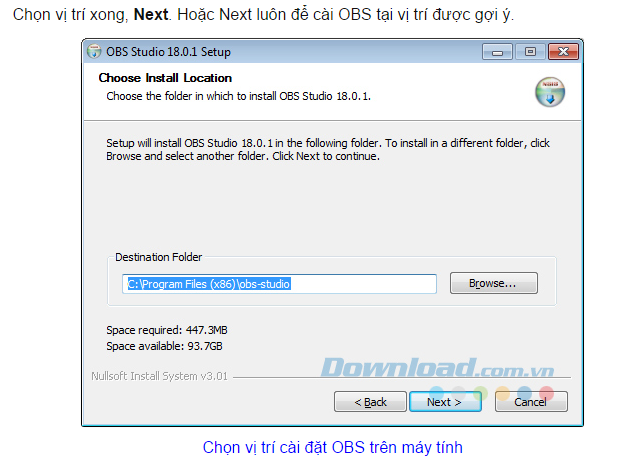 Chọn vị trí xong, Next. Hoặc Next luôn để cài OBS tại vị trí được gợi ý.
OBS Studio 18.0.1 Setup
Choose Install Location
Choose the folder in which to install OBS Studio 18.0.1.
Setup will install OBS Studio 18.0.1 in the following folder. To install in a different folder, click
Browse and select another folder. Click Next to continue.
Destination Folder
C:\Program Files (x86)\obs-studio
Browse...
Space required: 447.3MB
Space available: 93.7GB
Download.com.vn
Nullsoft Install System v3.01
< Back
Next >
Cancel
Chọn vị trí cài đặt OBS trên máy tính